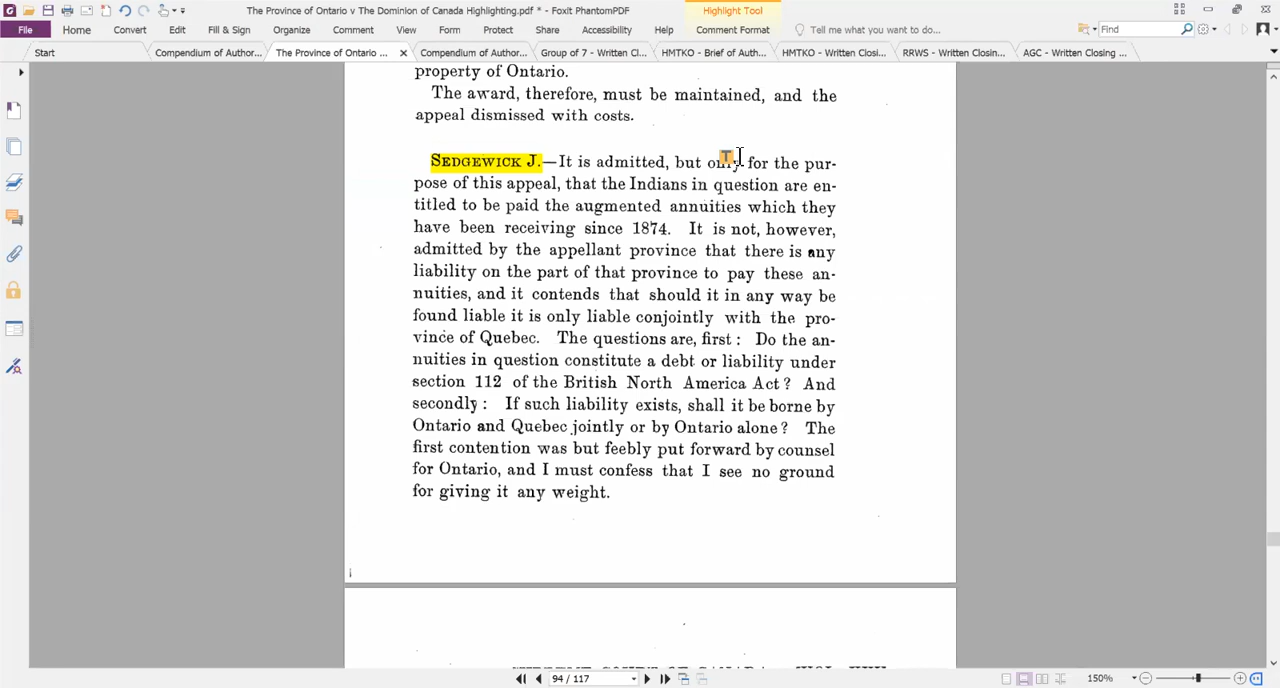 The Province of Ontario v The Dominion of Canada Highlighting.pdf * - Foxit PhantomPDF
Highlight Tool
File Home Convert Edit Fill & Sign Organize Comment View Form Protect Share Accessibility Help Comment Format Tell me what you want to do... Find
Start Compendium of Author... The Province of Ontario ... Compendium of Author... Group of 7 - Written Cl... HMTKO - Brief of Auth... HMTKO - Written Closi... RRWS - Written Closin... AGC - Written Closing ...
property of Ontario.
The award, therefore, must be maintained, and the
appeal dismissed with costs.
SEDGEWICK J.—It is admitted, but only for the pur-
pose of this appeal, that the Indians in question are en-
titled to be paid the augmented annuities which they
have been receiving since 1874. It is not, however,
admitted by the appellant province that there is any
liability on the part of that province to pay these an-
nuities, and it contends that should it in any way be
found liable it is only liable conjointly with the pro-
vince of Quebec. The questions are, first : Do the an-
nuities in question constitute a debt or liability under
section 112 of the British North America Act ? And
secondly : If such liability exists, shall it be borne by
Ontario and Quebec jointly or by Ontario alone ? The
first contention was but feebly put forward by counsel
for Ontario, and I must confess that I see no ground
for giving it any weight.
94 / 117
150%